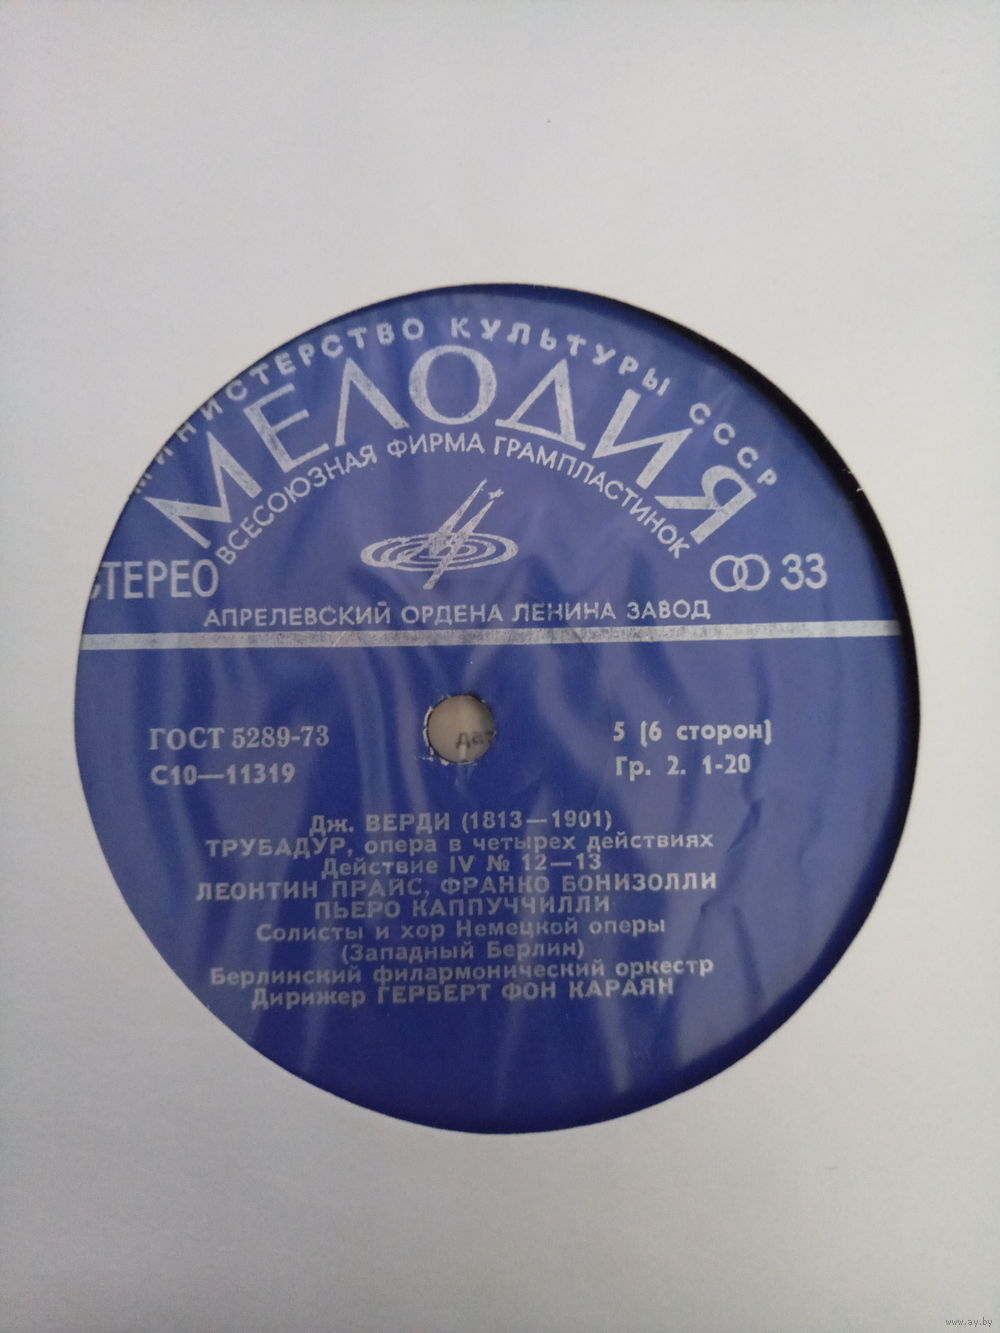 МИНИСТЕРСТВО КУЛЬТУРЫ СССР
МЕЛОДИЯ
ВСЕСОЮЗНАЯ ФИРМА ГРАМПЛАСТИНОК
СТЕРЕО
33
АПРЕЛЕВСКИЙ ОРДЕНА ЛЕНИНА ЗАВОД
ГОСТ 5289-73
С10—11319
5 (6 сторон)
Гр. 2. 1-20
Дж. ВЕРДИ (1813—1901)
ТРУБАДУР, опера в четырех действиях
Действие IV № 12—13
ЛЕОНТИН ПРАЙС, ФРАНКО БОНИЗОЛЛИ
ПЬЕРО КАППУЧЧИЛЛИ
Солисты и хор Немецкой оперы
(Западный Берлин)
Берлинский филармонический оркестр
Дирижер ГЕРБЕРТ ФОН КАРАЯН
www.ay.by